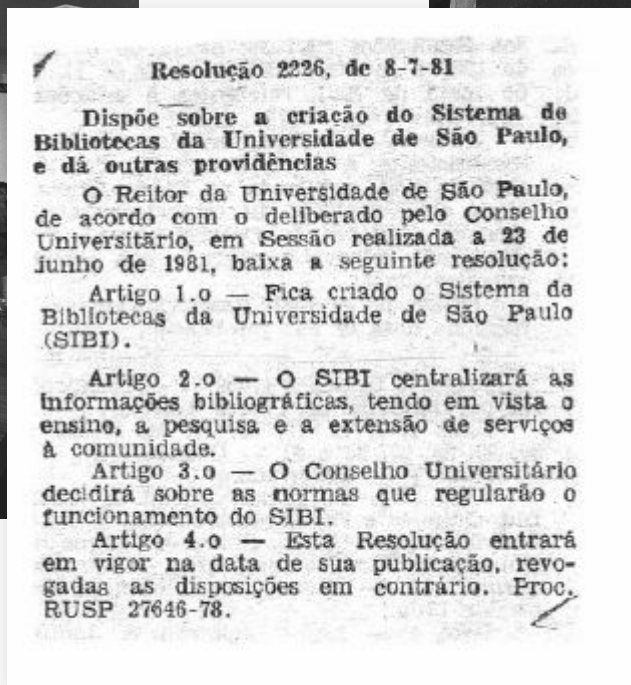 Resolução 2226, de 8-7-81
Dispõe sobre a criação do Sistema de
Bibliotecas da Universidade de São Paulo,
e dá outras providências
O Reitor da Universidade de São Paulo,
de acordo com o deliberado pelo Conselho
Universitário, em Sessão realizada a 23 de
junho de 1981, baixa a seguinte resolução:
Artigo 1.o — Fica criado o Sistema de
Bibliotecas da Universidade de São Paulo
(SIBI).
Artigo 2.o — O SIBI centralizará as
informações bibliográficas, tendo em vista o
ensino, a pesquisa e a extensão de serviços
à comunidade.
Artigo 3.o — O Conselho Universitário
decidirá sobre as normas que regularão o
funcionamento do SIBI.
Artigo 4.o — Esta Resolução entrará
em vigor na data de sua publicação, revo-
gadas as disposições em contrário. Proc.
RUSP 27646-78.